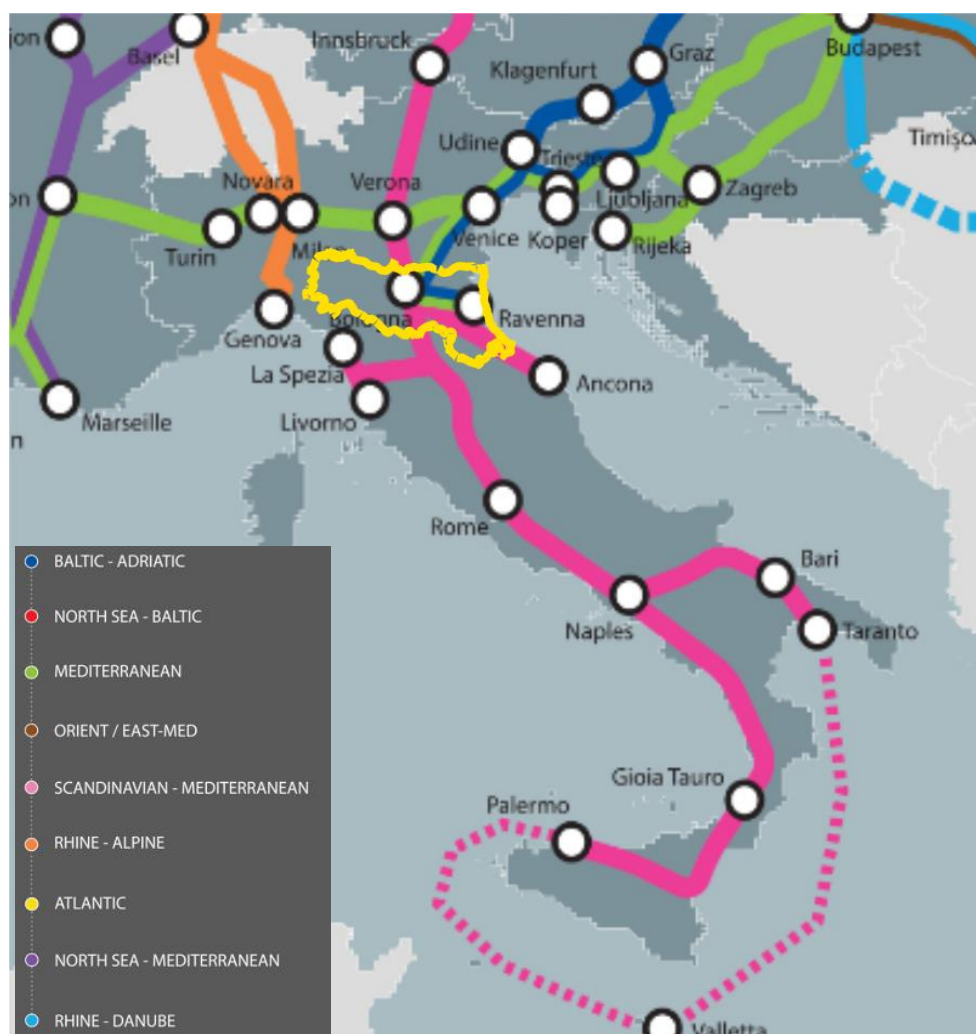 Innsbruck
Graz
Budapest
Basel
Klagenfurt
Udine
Trieste
Novara
Verona
Ljubljana
Zagreb
Turin
Milan
Venice
Koper
Rijeka
Bologna
Ravenna
Genova
La Spezia
Ancona
Livorno
Marseille
Rome
Bari
Naples
Taranto
Gioia Tauro
Palermo
Valletta
BALTIC - ADRIATIC
NORTH SEA - BALTIC
MEDITERRANEAN
ORIENT / EAST-MED
SCANDINAVIAN - MEDITERRANEAN
RHINE - ALPINE
ATLANTIC
NORTH SEA - MEDITERRANEAN
RHINE - DANUBE